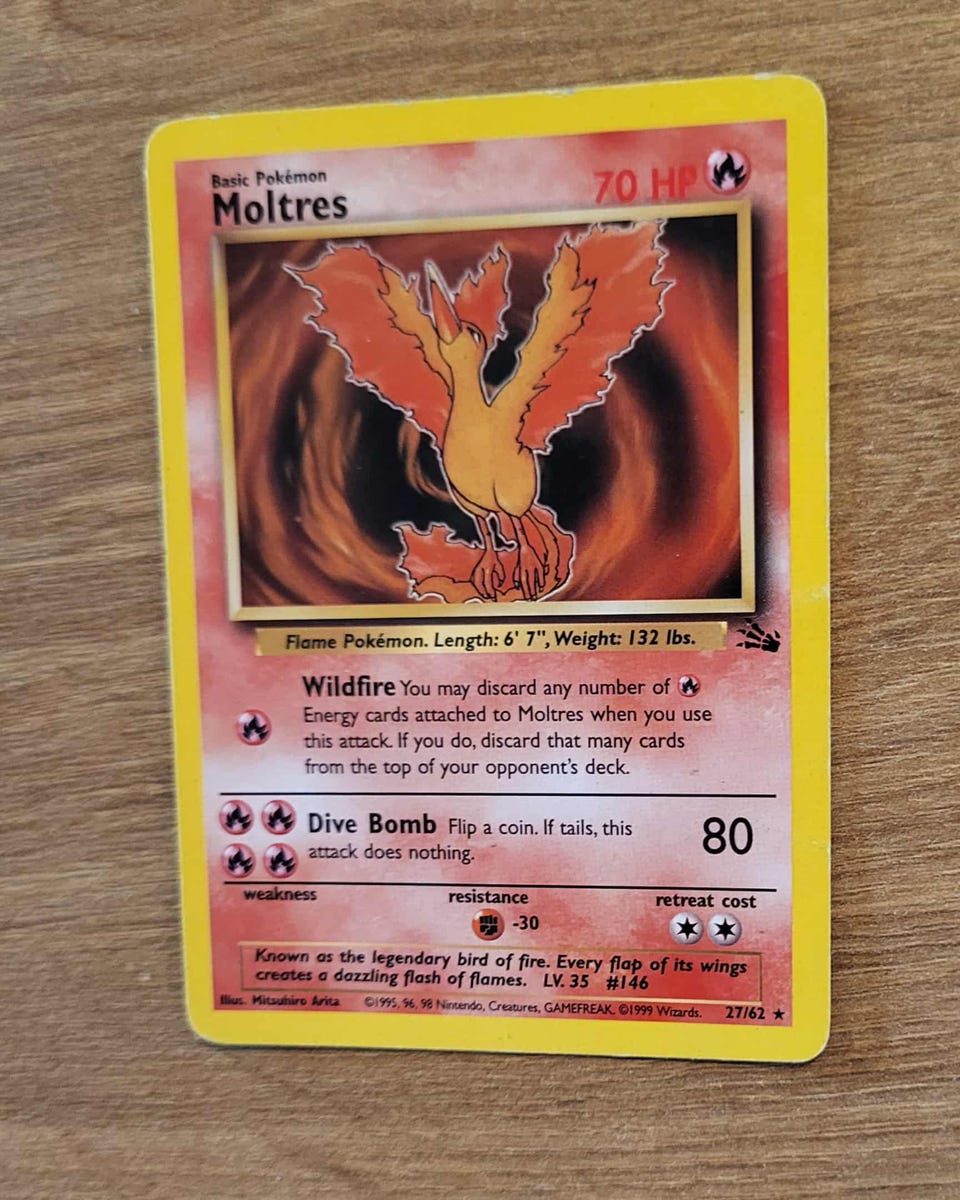 Basic Pokémon
Moltres
70 HP
Flame Pokémon. Length: 6' 7", Weight: 132 lbs.
Wildfire You may discard any number of
Energy cards attached to Moltres when you use
this attack. If you do, discard that many cards
from the top of your opponent's deck.
Dive Bomb Flip a coin. If tails, this
attack does nothing.
80
weakness
resistance
retreat cost
-30
Known as the legendary bird of fire. Every flap of its wings
creates a dazzling flash of flames. LV. 35 #146
Illus. Mitsuhiro Arita ©1995, 96, 98 Nintendo, Creatures, GAMEFREAK. ©1999 Wizards. 27/62 ★